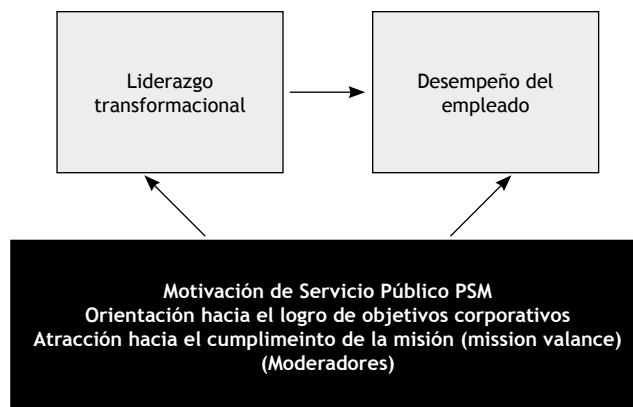 Liderazgo
transformacional
Desempeño del
empleado
Motivación de Servicio Público PSM
Orientación hacia el logro de objetivos corporativos
Atracción hacia el cumplimeinto de la misión (mission valance)
(Moderadores)